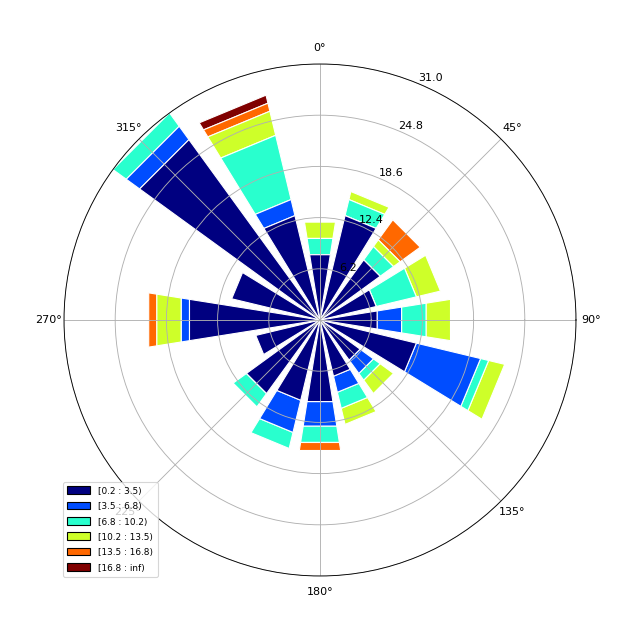 0°
31.0
315°
45°
24.8
18.6
12.4
6.2
270°
90°
[0.2 : 3.5)
[3.5 : 6.8)
225°
135°
[6.8 : 10.2)
[10.2 : 13.5)
[13.5 : 16.8)
[16.8 : inf)
180°